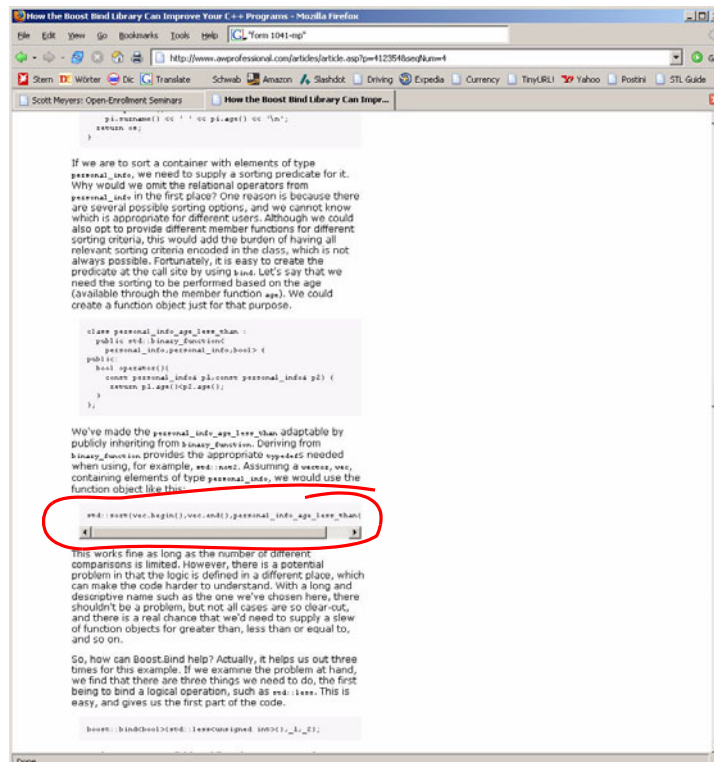 How the Boost Bind Library Can Improve Your C++ Programs - Mozilla Firefox
File Edit View Go Bookmarks Tools Help "form 1041-mp"
http://www.awprofessional.com/articles/article.asp?p=412354&seqNum=4
Stern Wörter Dic Translate Schwab Amazon Slashdot Driving Expedia Currency TinyURL! Yahoo Postini STL Guide
Scott Meyers: Open-Enrollment Seminars How the Boost Bind Library Can Impr...
pi.surname() << ' ' << pi.age() << '\n';
return os;
}
If we are to sort a container with elements of type
personal_info, we need to supply a sorting predicate for it.
Why would we omit the relational operators from
personal_info in the first place? One reason is because there
are several possible sorting options, and we cannot know
which is appropriate for different users. Although we could
also opt to provide different member functions for different
sorting criteria, this would add the burden of having all
relevant sorting criteria encoded in the class, which is not
always possible. Fortunately, it is easy to create the
predicate at the call site by using bind. Let's say that we
need the sorting to be performed based on the age
(available through the member function age). We could
create a function object just for that purpose.
class personal_info_age_less_than :
public std::binary_function<
personal_info,personal_info,bool> {
public:
bool operator()(
const personal_info& p1,const personal_info& p2) {
return p1.age()<p2.age();
}
};
We've made the personal_info_age_less_than adaptable by
publicly inheriting from binary_function. Deriving from
binary_function provides the appropriate typedefs needed
when using, for example, std::not2. Assuming a vector, vec,
containing elements of type personal_info, we would use the
function object like this:
std::sort(vec.begin(),vec.end(),personal_info_age_less_than(
This works fine as long as the number of different
comparisons is limited. However, there is a potential
problem in that the logic is defined in a different place, which
can make the code harder to understand. With a long and
descriptive name such as the one we've chosen here, there
shouldn't be a problem, but not all cases are so clear-cut,
and there is a real chance that we'd need to supply a slew
of function objects for greater than, less than or equal to,
and so on.
So, how can Boost.Bind help? Actually, it helps us out three
times for this example. If we examine the problem at hand,
we find that there are three things we need to do, the first
being to bind a logical operation, such as std::less. This is
easy, and gives us the first part of the code.
boost::bind<bool>(std::less<unsigned int>(),_1,_2);
Done